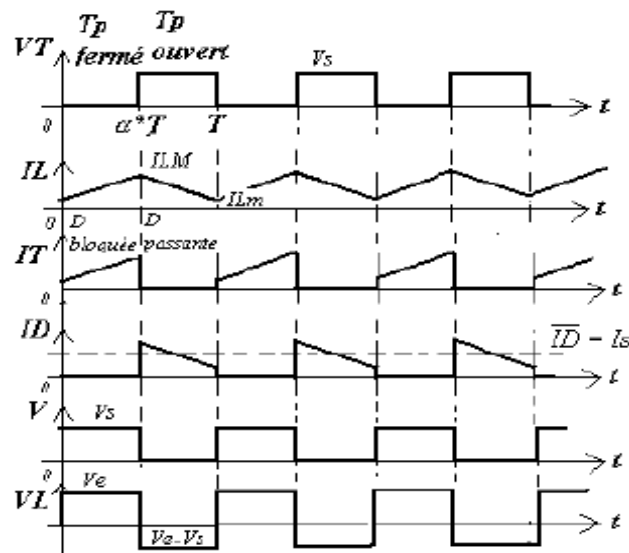 Tp Tp
VT fermé ouvert Vs
t
0 α*T T
ILM
IL ILm
0 D D t
IT bloquée passante
0 t
ID I̅D̅ = Is
0 t
V Vs
0 t
VL Ve
Ve-Vs t